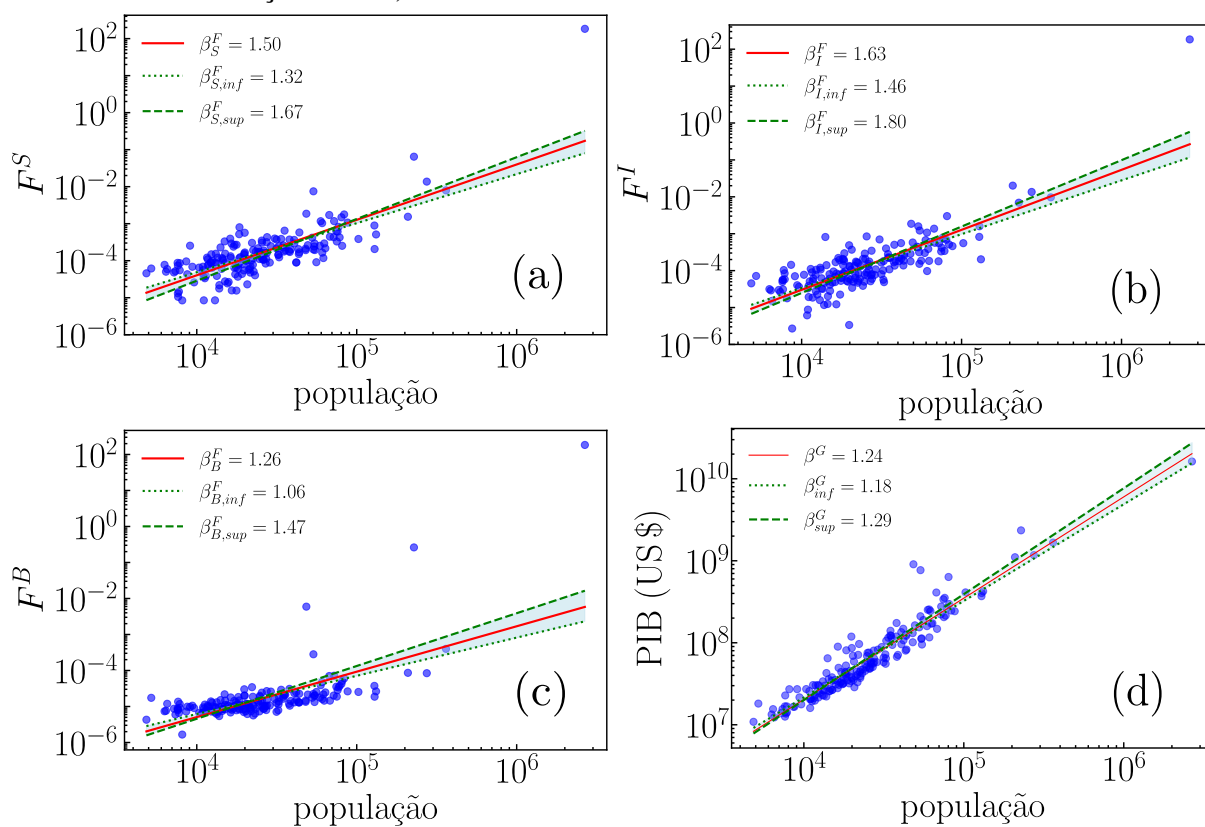 10^2
10^0
10^-2
10^-4
10^-6
F^S
β_S^F = 1.50
β_{S,inf}^F = 1.32
β_{S,sup}^F = 1.67
(a)
10^4 10^5 10^6
população
10^2
10^0
10^-2
10^-4
10^-6
F^I
β_I^F = 1.63
β_{I,inf}^F = 1.46
β_{I,sup}^F = 1.80
(b)
10^4 10^5 10^6
população
10^2
10^0
10^-2
10^-4
10^-6
F^B
β_B^F = 1.26
β_{B,inf}^F = 1.06
β_{B,sup}^F = 1.47
(c)
10^4 10^5 10^6
população
10^10
10^9
10^8
10^7
PIB (US$)
β^G = 1.24
β_{inf}^G = 1.18
β_{sup}^G = 1.29
(d)
10^4 10^5 10^6
população